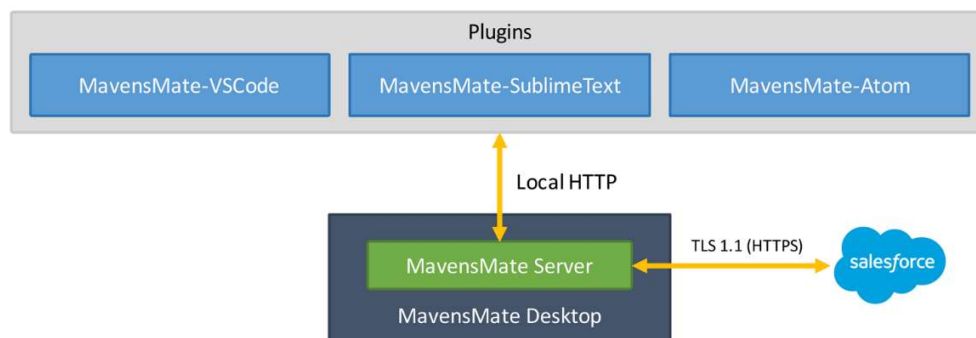 Plugins
MavensMate-VSCode
MavensMate-SublimeText
MavensMate-Atom
Local HTTP
MavensMate Server
TLS 1.1 (HTTPS)
salesforce
MavensMate Desktop